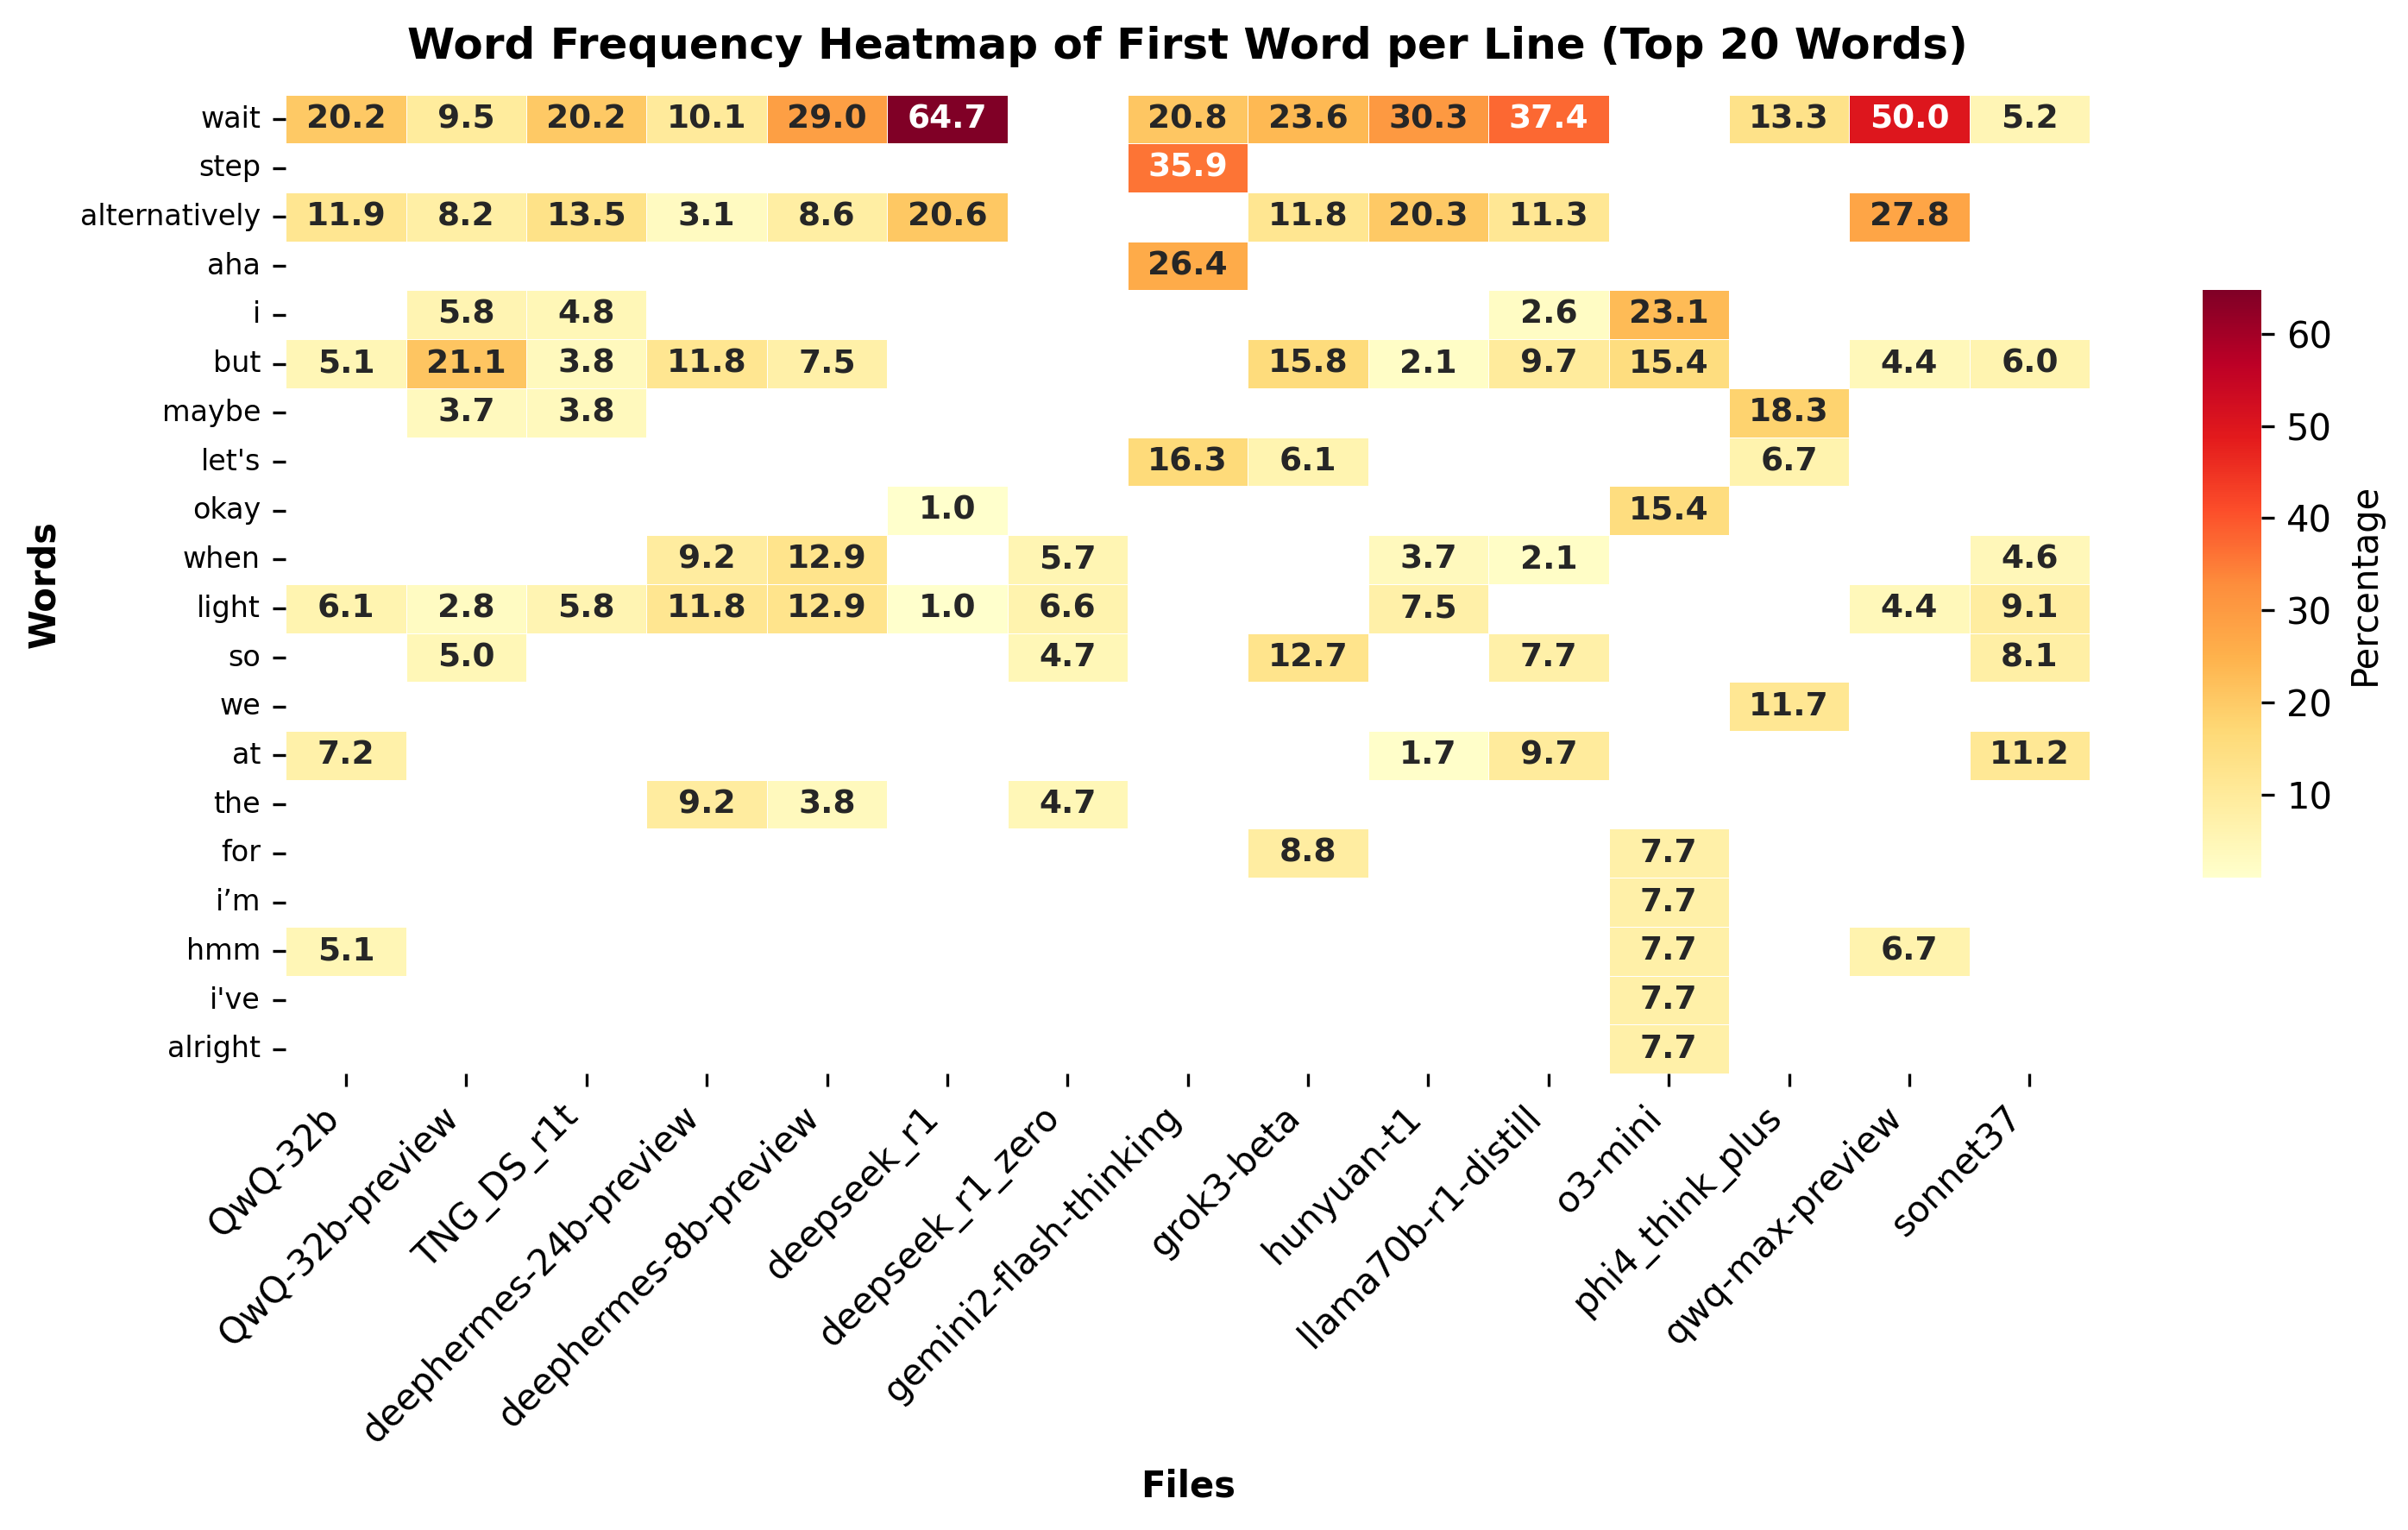 Word Frequency Heatmap of First Word per Line (Top 20 Words)
wait 20.2 9.5 20.2 10.1 29.0 64.7 20.8 23.6 30.3 37.4 13.3 50.0 5.2
step 35.9
alternatively 11.9 8.2 13.5 3.1 8.6 20.6 11.8 20.3 11.3 27.8
aha 26.4
i 5.8 4.8 2.6 23.1
but 5.1 21.1 3.8 11.8 7.5 15.8 2.1 9.7 15.4 4.4 6.0
maybe 3.7 3.8 18.3
let's 16.3 6.1 6.7
okay 1.0 15.4
when 9.2 12.9 5.7 3.7 2.1 4.6
light 6.1 2.8 5.8 11.8 12.9 1.0 6.6 7.5 4.4 9.1
so 5.0 4.7 12.7 7.7 8.1
we 11.7
at 7.2 1.7 9.7 11.2
the 9.2 3.8 4.7
for 8.8 7.7
i’m 7.7
hmm 5.1 7.7 6.7
i've 7.7
alright 7.7
Words
QwQ-32b
QwQ-32b-preview
TNG_DS_r1t
deephermes-24b-preview
deephermes-8b-preview
deepseek_r1
deepseek_r1_zero
gemini2-flash-thinking
grok3-beta
hunyuan-t1
llama70b-r1-distill
o3-mini
phi4_think_plus
qwq-max-preview
sonnet37
Files
60
50
40
30
20
10
Percentage